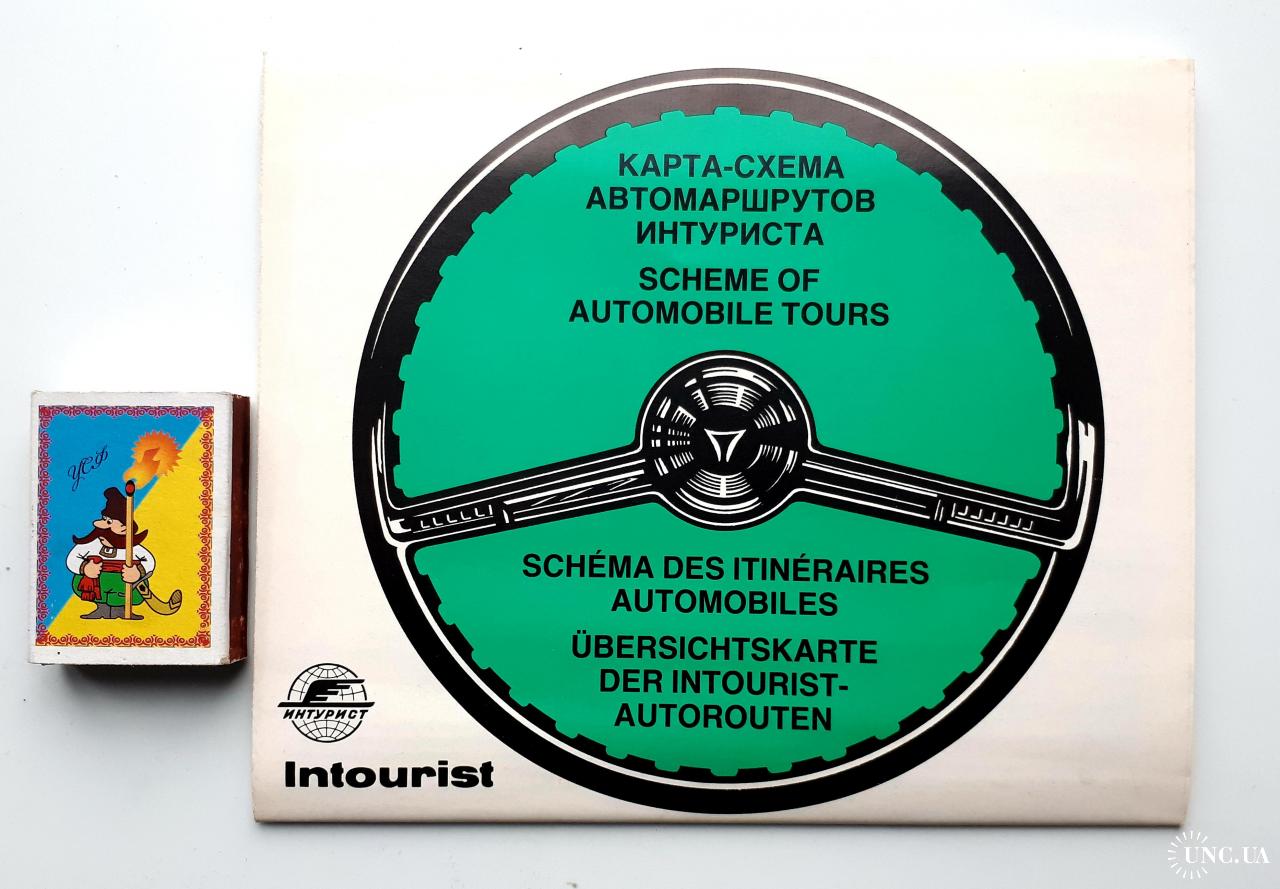 КАРТА-СХЕМА
АВТОМАРШРУТОВ
ИНТУРИСТА
SCHEME OF
AUTOMOBILE TOURS
SCHÉMA DES ITINÉRAIRES
AUTOMOBILES
ÜBERSICHTSKARTE
DER INTOURIST-
AUTOROUTEN
ИНТУРИСТ
Intourist
УСФ
UNC.UA